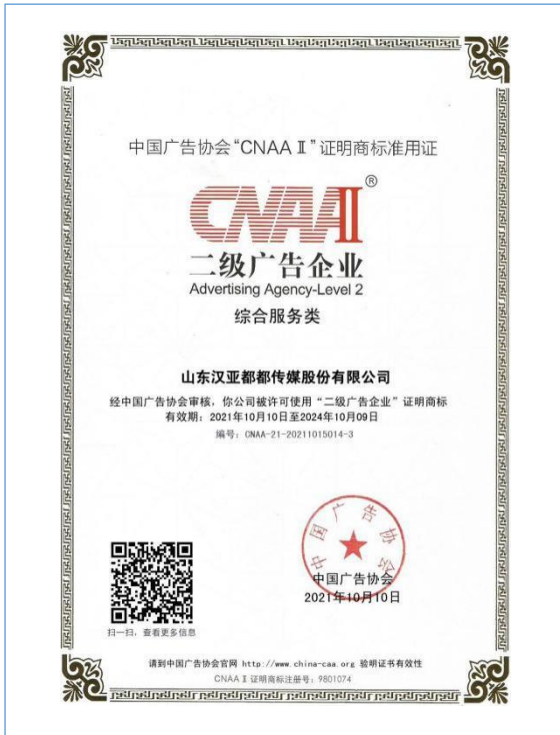 中国广告协会“CNAA Ⅱ”证明商标准用证
CNAAⅡ®
二级广告企业
Advertising Agency-Level 2
综合服务类
山东汉亚都都传媒股份有限公司
经中国广告协会审核，你公司被许可使用“二级广告企业”证明商标
有效期：2021年10月10日至2024年10月09日
编号：CNAA-21-20211015014-3
中国广告协会
中国广告协会
2021年10月10日
扫一扫，查看更多信息
请到中国广告协会官网 http://www.china-caa.org 验明证书有效性
CNAA Ⅱ 证明商标注册号：9801074